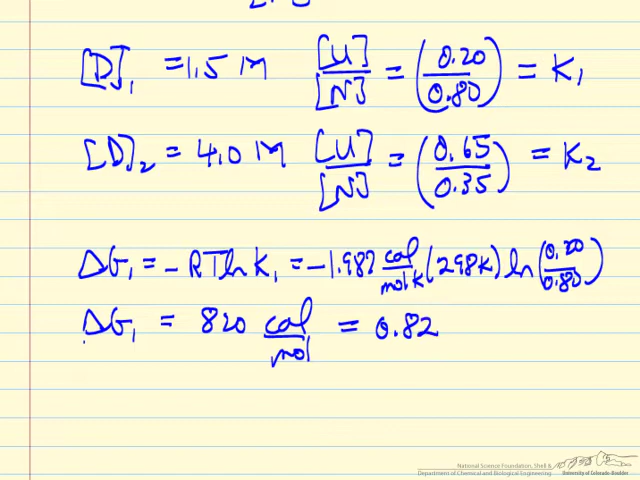 [D]₁ = 1.5 M [U]/[N] = (0.20/0.80) = K₁
[D]₂ = 4.0 M [U]/[N] = (0.65/0.35) = K₂
ΔG₁ = -RT ln K₁ = -1.987 cal/mol K (298K) ln (0.20/0.80)
ΔG₁ = 820 cal/mol = 0.82
National Science Foundation, Shell &
Department of Chemical and Biological Engineering
University of Colorado-Boulder